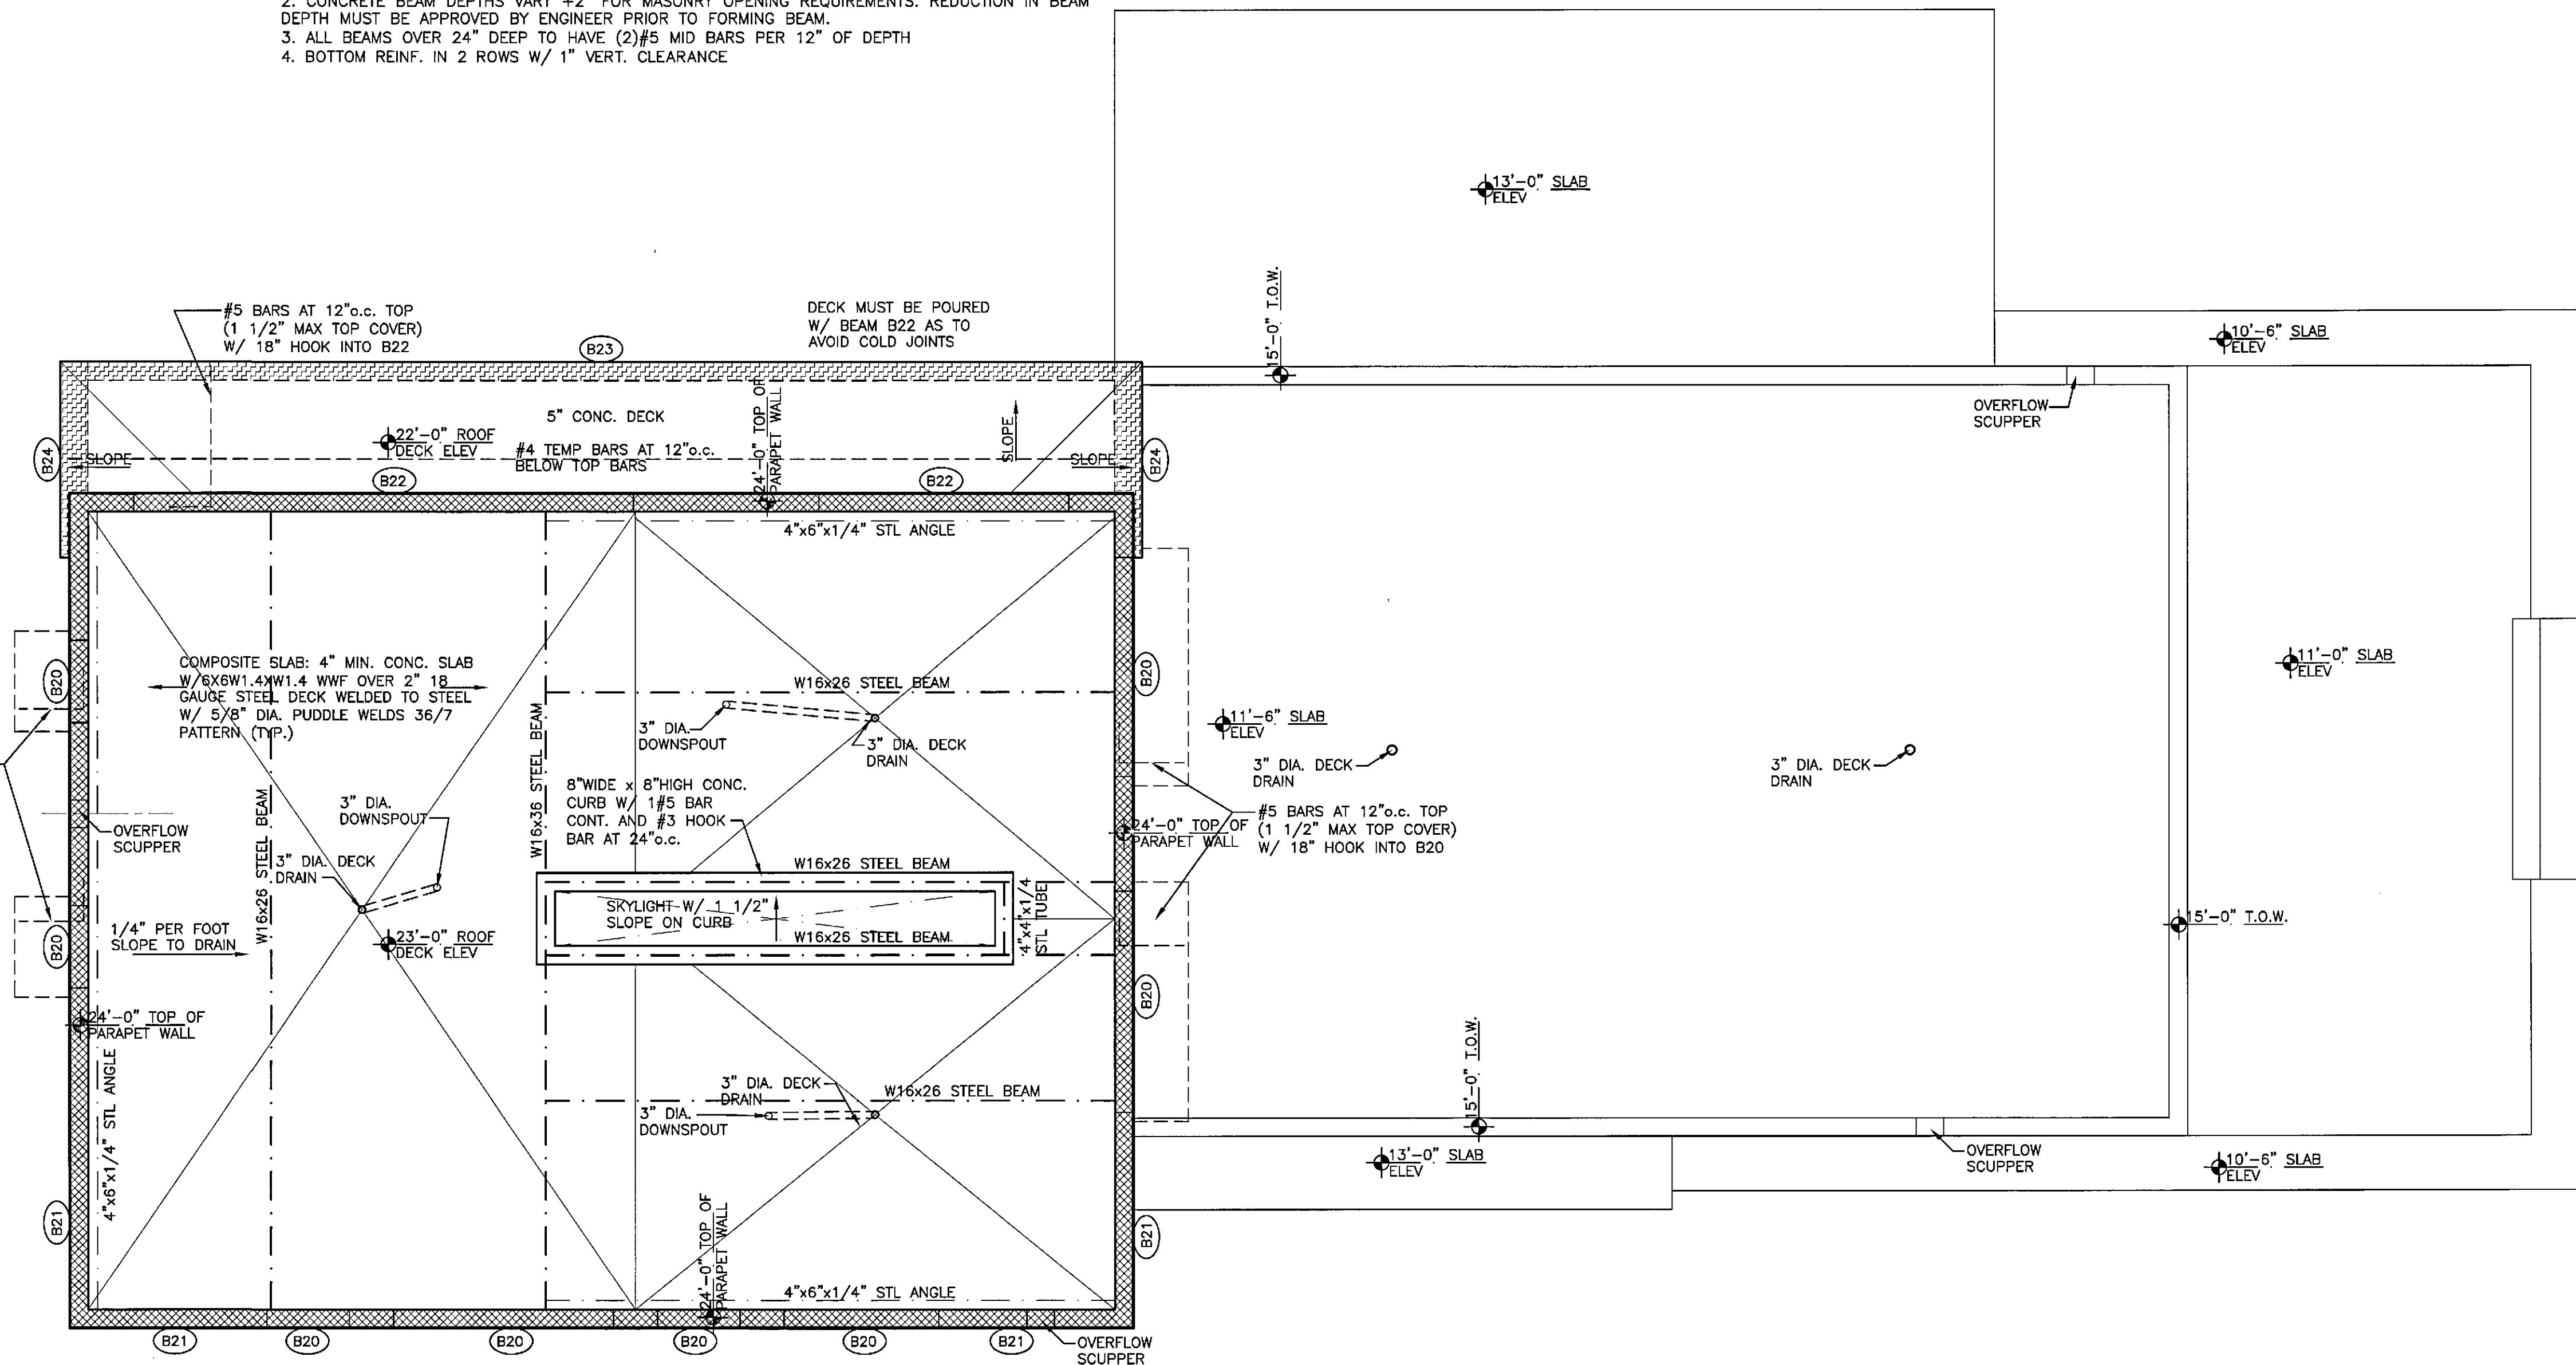 2. CONCRETE BEAM DEPTHS VARY +2" FOR MASONRY OPENING REQUIREMENTS. REDUCTION IN BEAM
DEPTH MUST BE APPROVED BY ENGINEER PRIOR TO FORMING BEAM.
3. ALL BEAMS OVER 24" DEEP TO HAVE (2)#5 MID BARS PER 12" OF DEPTH
4. BOTTOM REINF. IN 2 ROWS W/ 1" VERT. CLEARANCE
13'-0" SLAB
ELEV
15'-0" T.O.W.
#5 BARS AT 12"o.c. TOP
(1 1/2" MAX TOP COVER)
W/ 18" HOOK INTO B22
DECK MUST BE POURED
W/ BEAM B22 AS TO
AVOID COLD JOINTS
B23
10'-6" SLAB
ELEV
OVERFLOW
SCUPPER
5" CONC. DECK
22'-0" ROOF
DECK ELEV
#4 TEMP BARS AT 12"o.c.
BELOW TOP BARS
24'-0" TOP OF
PARAPET WALL
SLOPE
SLOPE
SLOPE
B24
B24
B22
B22
4"x6"x1/4" STL ANGLE
COMPOSITE SLAB: 4" MIN. CONC. SLAB
W/6X6W1.4XW1.4 WWF OVER 2" 18
GAUGE STEEL DECK WELDED TO STEEL
W/ 5/8" DIA. PUDDLE WELDS 36/7
PATTERN (TYP.)
B20
B20
W16x26 STEEL BEAM
11'-0" SLAB
ELEV
3" DIA.
DOWNSPOUT
3" DIA. DECK
DRAIN
W16x36 STEEL BEAM
11'-6" SLAB
ELEV
3" DIA. DECK
DRAIN
3" DIA. DECK
DRAIN
8"WIDE x 8"HIGH CONC.
CURB W/ 1#5 BAR
CONT. AND #3 HOOK
BAR AT 24"o.c.
3" DIA.
DOWNSPOUT
OVERFLOW
SCUPPER
W16x26 STEEL BEAM
3" DIA. DECK
DRAIN
24'-0" TOP OF
PARAPET WALL
#5 BARS AT 12"o.c. TOP
(1 1/2" MAX TOP COVER)
W/ 18" HOOK INTO B20
W16x26 STEEL BEAM
SKYLIGHT W/ 1 1/2"
SLOPE ON CURB
W16x26 STEEL BEAM
4"x4"x1/4
STL TUBE
15'-0" T.O.W.
B20
1/4" PER FOOT
SLOPE TO DRAIN
23'-0" ROOF
DECK ELEV
B20
24'-0" TOP OF
PARAPET WALL
4"x6"x1/4" STL ANGLE
3" DIA. DECK
DRAIN
W16x26 STEEL BEAM
3" DIA.
DOWNSPOUT
15'-0" T.O.W.
13'-0" SLAB
ELEV
OVERFLOW
SCUPPER
10'-6" SLAB
ELEV
B21
B21
24'-0" TOP OF
PARAPET WALL
4"x6"x1/4" STL ANGLE
B21
B20
B20
B20
B20
B21
OVERFLOW
SCUPPER